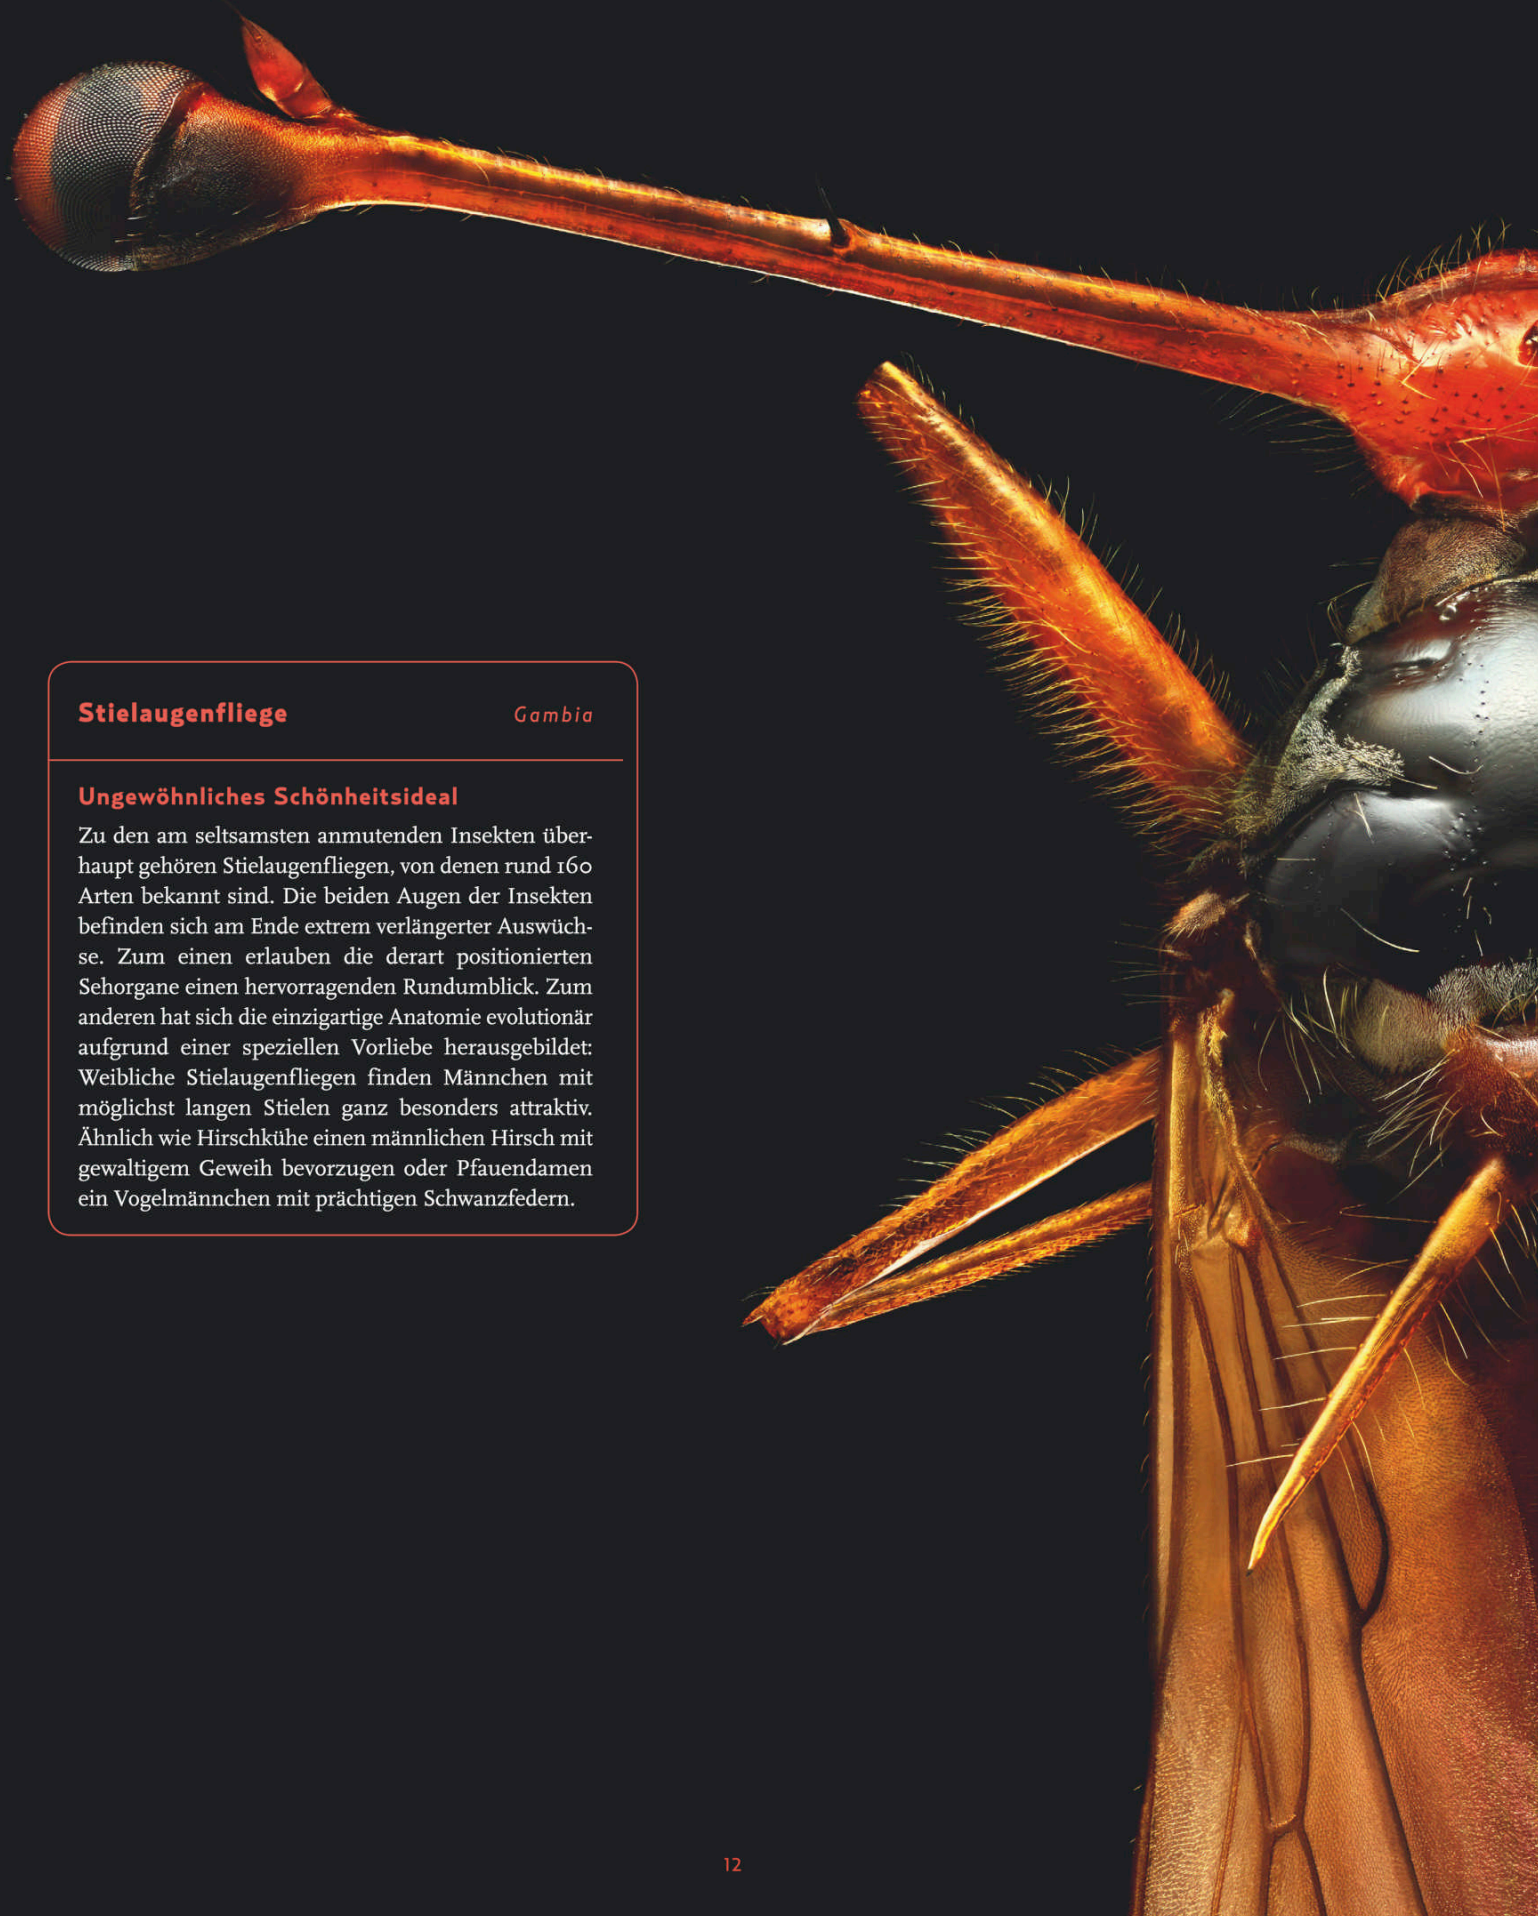 Stielaugenfliege Gambia
Ungewöhnliches Schönheitsideal
Zu den am seltsamsten anmutenden Insekten über-
haupt gehören Stielaugenfliegen, von denen rund 160
Arten bekannt sind. Die beiden Augen der Insekten
befinden sich am Ende extrem verlängerter Auswüch-
se. Zum einen erlauben die derart positionierten
Sehorgane einen hervorragenden Rundumblick. Zum
anderen hat sich die einzigartige Anatomie evolutionär
aufgrund einer speziellen Vorliebe herausgebildet:
Weibliche Stielaugenfliegen finden Männchen mit
möglichst langen Stielen ganz besonders attraktiv.
Ähnlich wie Hirschkühe einen männlichen Hirsch mit
gewaltigem Geweih bevorzugen oder Pfauendamen
ein Vogelmännchen mit prächtigen Schwanzfedern.
12